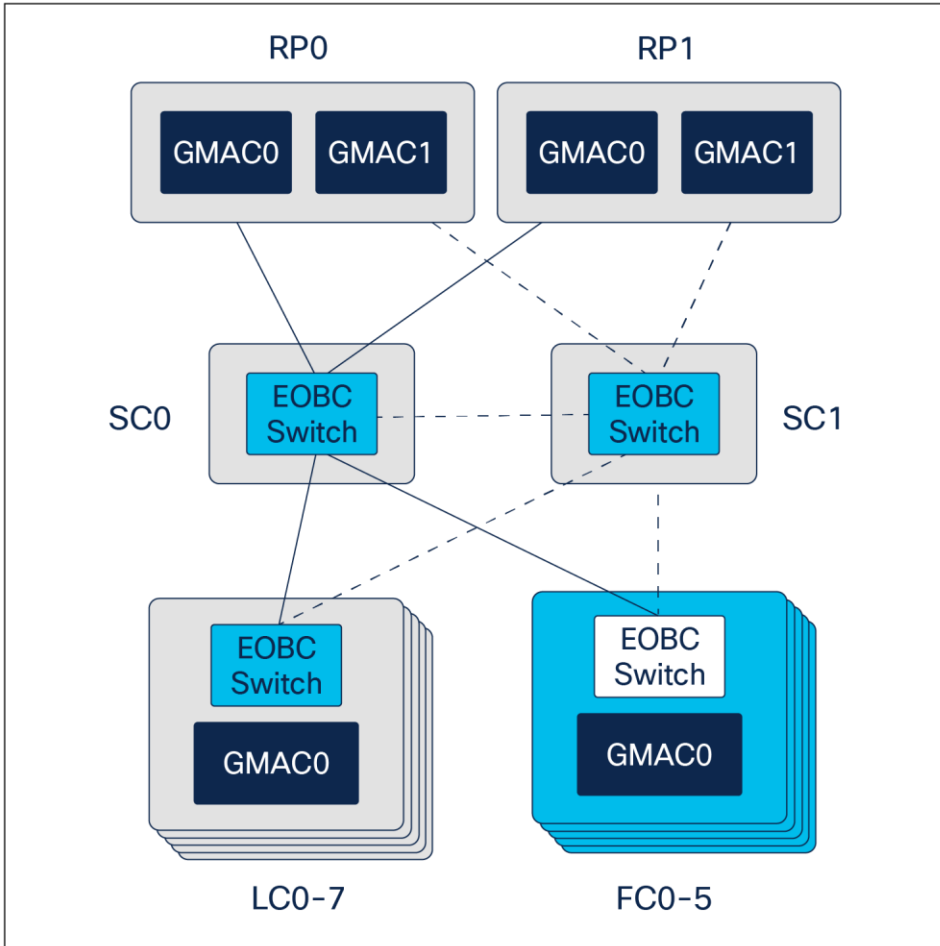 RP0
RP1
GMAC0
GMAC1
GMAC0
GMAC1
SC0
EOBC
Switch
EOBC
Switch
SC1
EOBC
Switch
GMAC0
EOBC
Switch
GMAC0
LC0-7
FC0-5